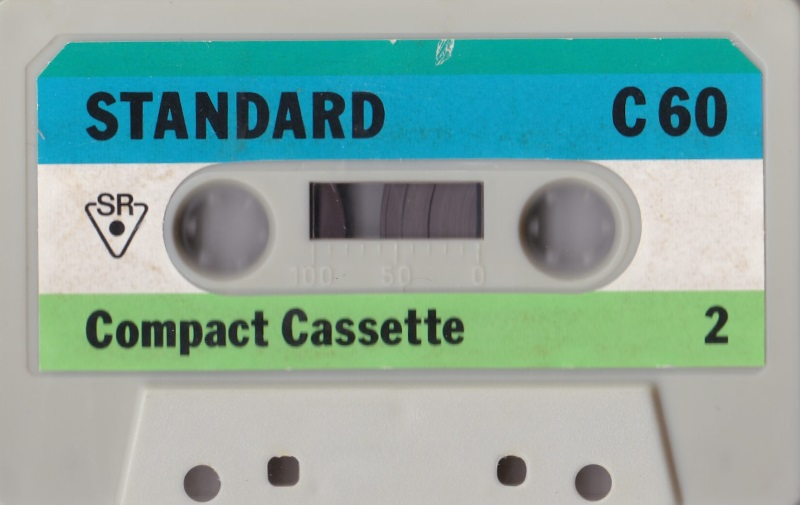 STANDARD C 60
SR
100 50 0
Compact Cassette 2